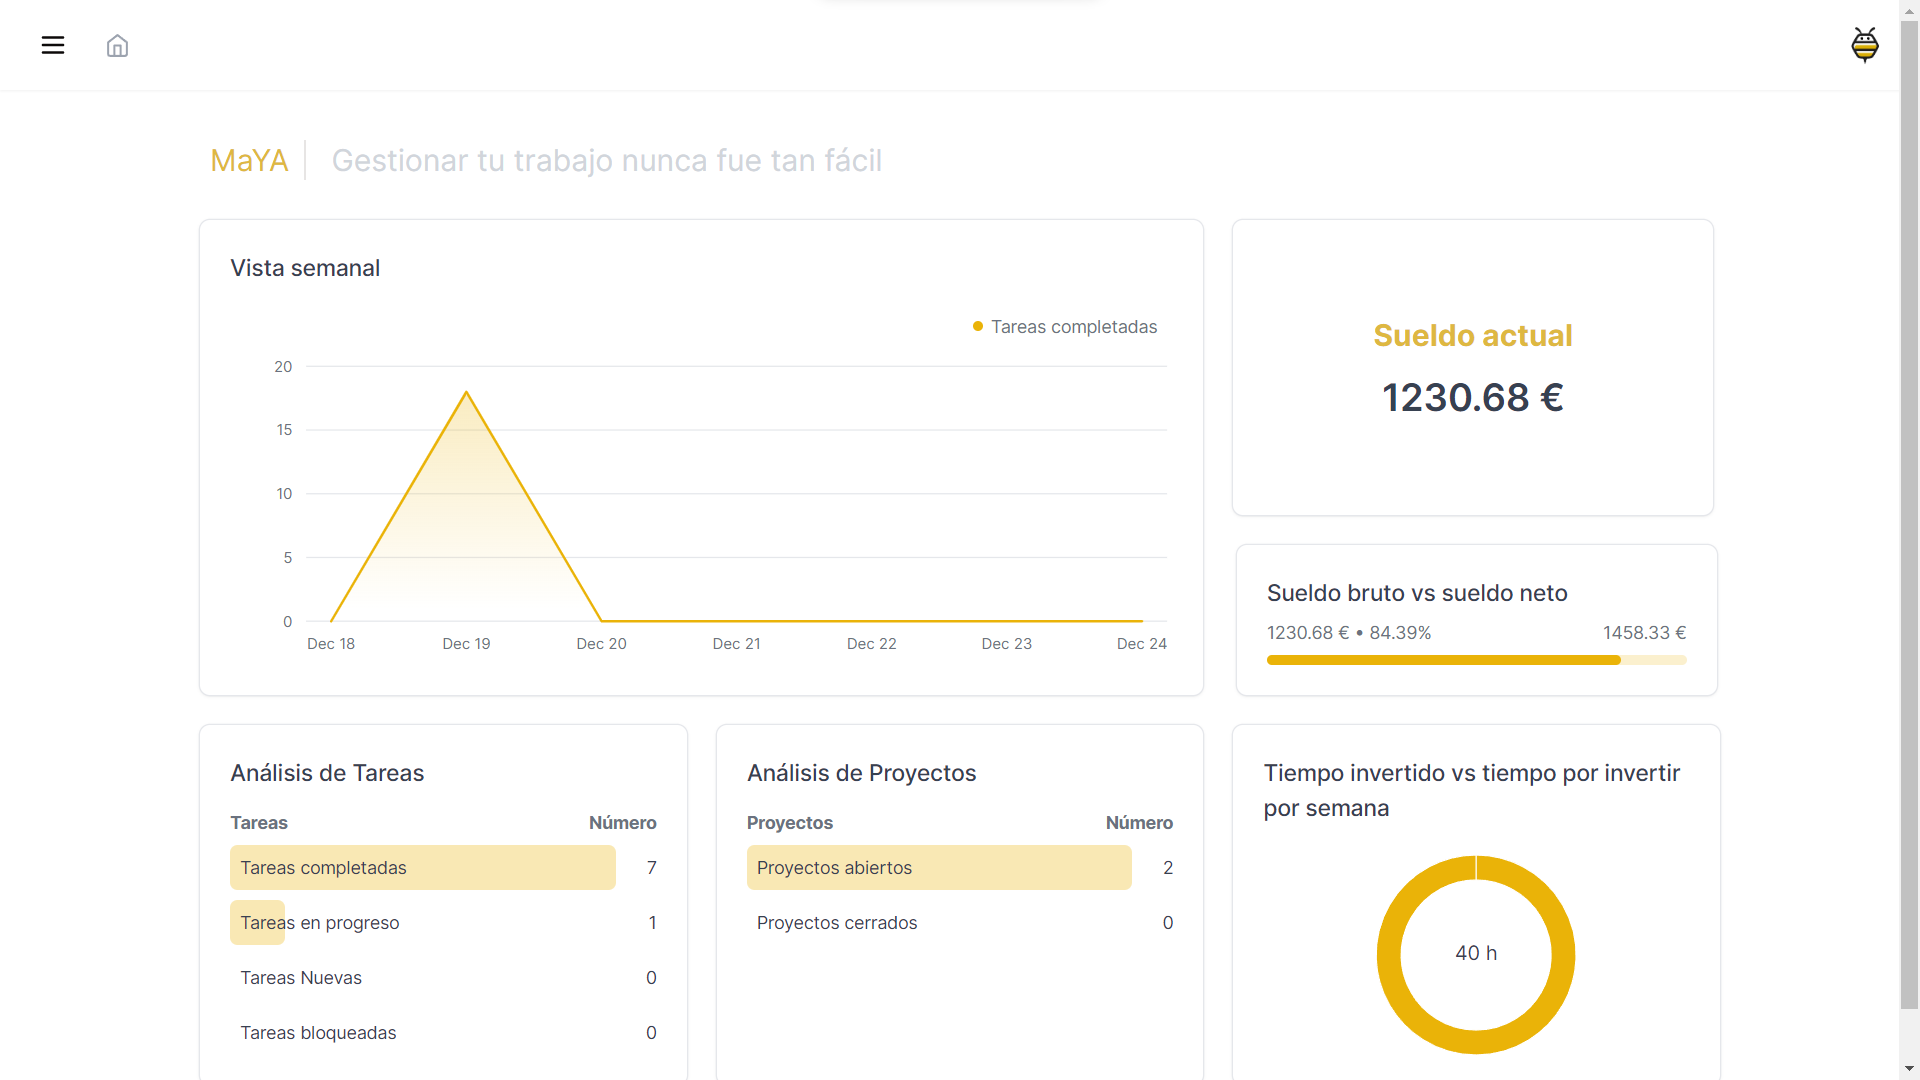 MaYA
Gestionar tu trabajo nunca fue tan fácil
Vista semanal
Tareas completadas
20
15
10
5
0
Dec 18 Dec 19 Dec 20 Dec 21 Dec 22 Dec 23 Dec 24
Sueldo actual
1230.68 €
Sueldo bruto vs sueldo neto
1230.68 € • 84.39% 1458.33 €
Análisis de Tareas
Tareas Número
Tareas completadas 7
Tareas en progreso 1
Tareas Nuevas 0
Tareas bloqueadas 0
Análisis de Proyectos
Proyectos Número
Proyectos abiertos 2
Proyectos cerrados 0
Tiempo invertido vs tiempo por invertir
por semana
40 h